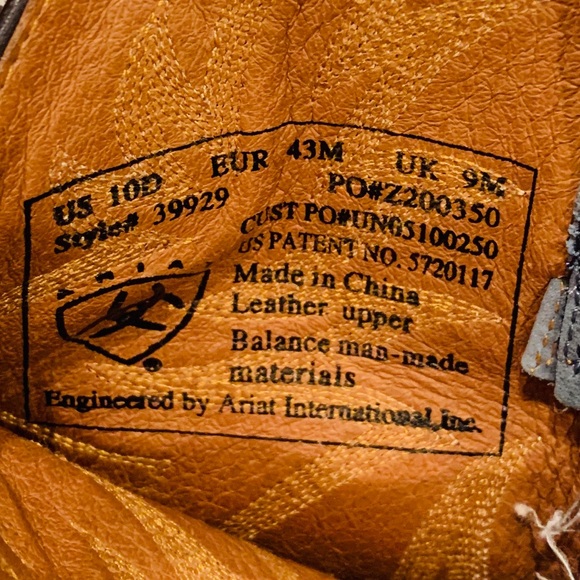 US 10D EUR 43M UK 9M
Style# 39929 PO#Z200350
CUST PO#UN05100250
US PATENT NO. 5720117
ARIAT
Made in China
Leather upper
Balance man-made
materials
Engineered by Ariat International,Inc.